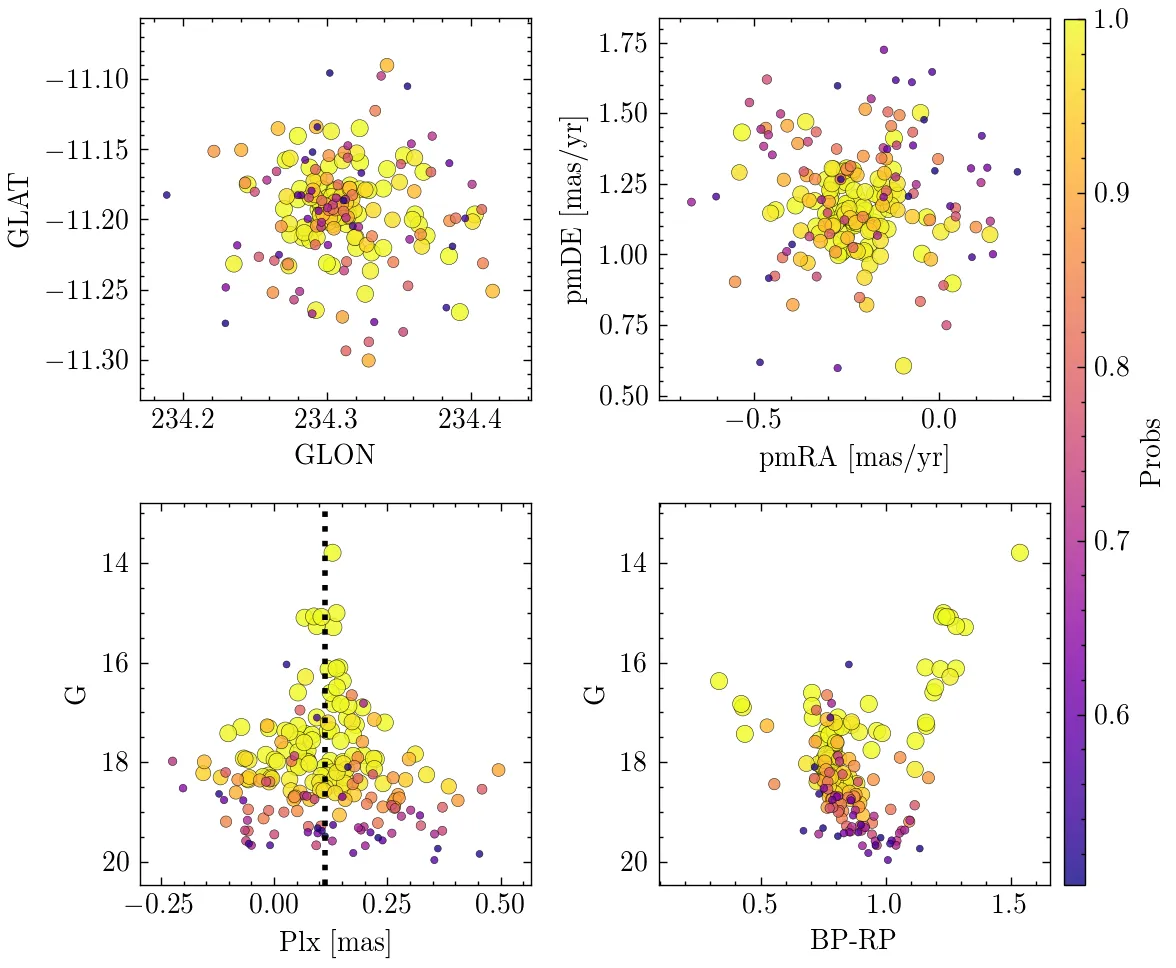 −11.10
−11.15
−11.20
−11.25
−11.30
GLAT
234.2 234.3 234.4
GLON
1.75
1.50
1.25
1.00
0.75
0.50
pmDE [mas/yr]
−0.5 0.0
pmRA [mas/yr]
1.0
0.9
0.8
0.7
0.6
Probs
14
16
18
20
G
−0.25 0.00 0.25 0.50
Plx [mas]
14
16
18
20
G
0.5 1.0 1.5
BP-RP